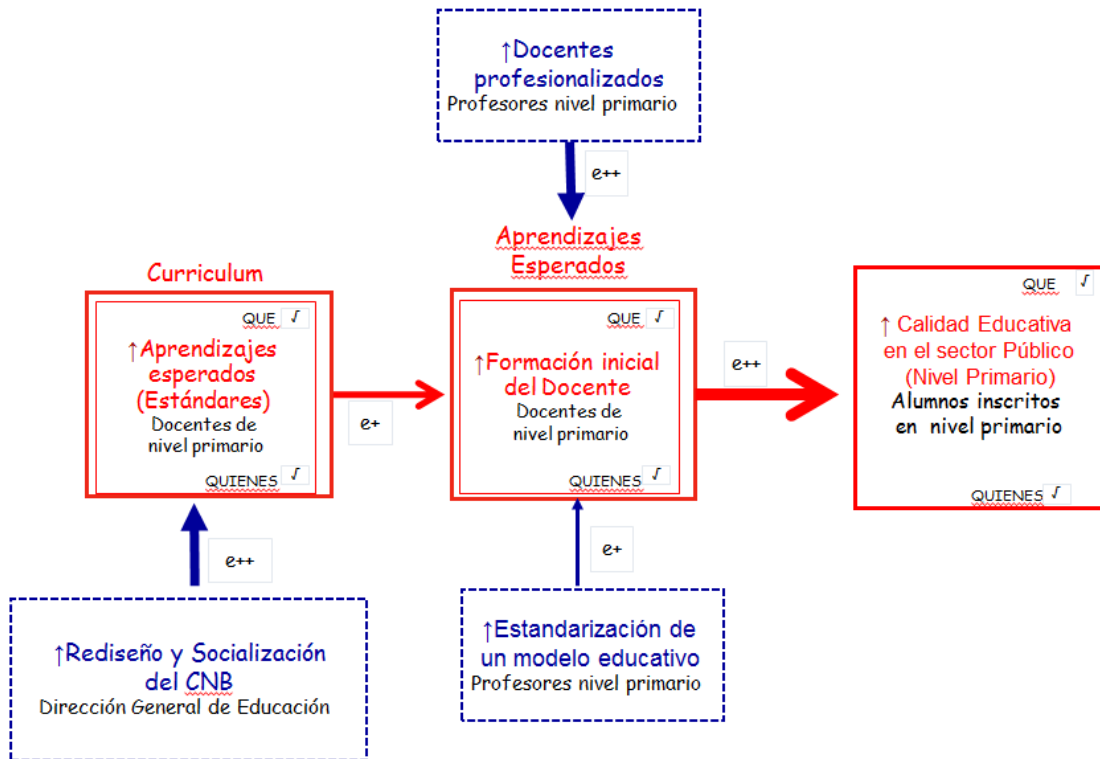 ↑Docentes
profesionalizados
Profesores nivel primario
e++
Curriculum
QUE √
↑Aprendizajes
esperados
(Estándares)
Docentes de
nivel primario
QUIENES √
e+
Aprendizajes
Esperados
QUE √
↑Formación inicial
del Docente
Docentes de
nivel primario
QUIENES √
e++
QUE √
↑ Calidad Educativa
en el sector Público
(Nivel Primario)
Alumnos inscritos
en nivel primario
QUIENES √
e++
↑Rediseño y Socialización
del CNB
Dirección General de Educación
e+
↑Estandarización de
un modelo educativo
Profesores nivel primario